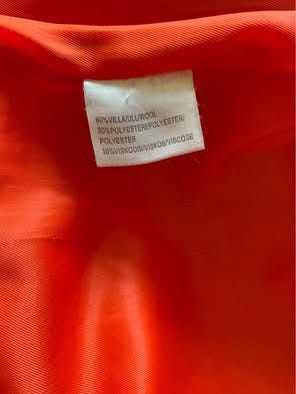 60%VILLA/ULL/WOOL
30%POLYESTERI/POLYESTER/
POLYESTER
10%VISKOOSI/VISKOS/VISCOSE